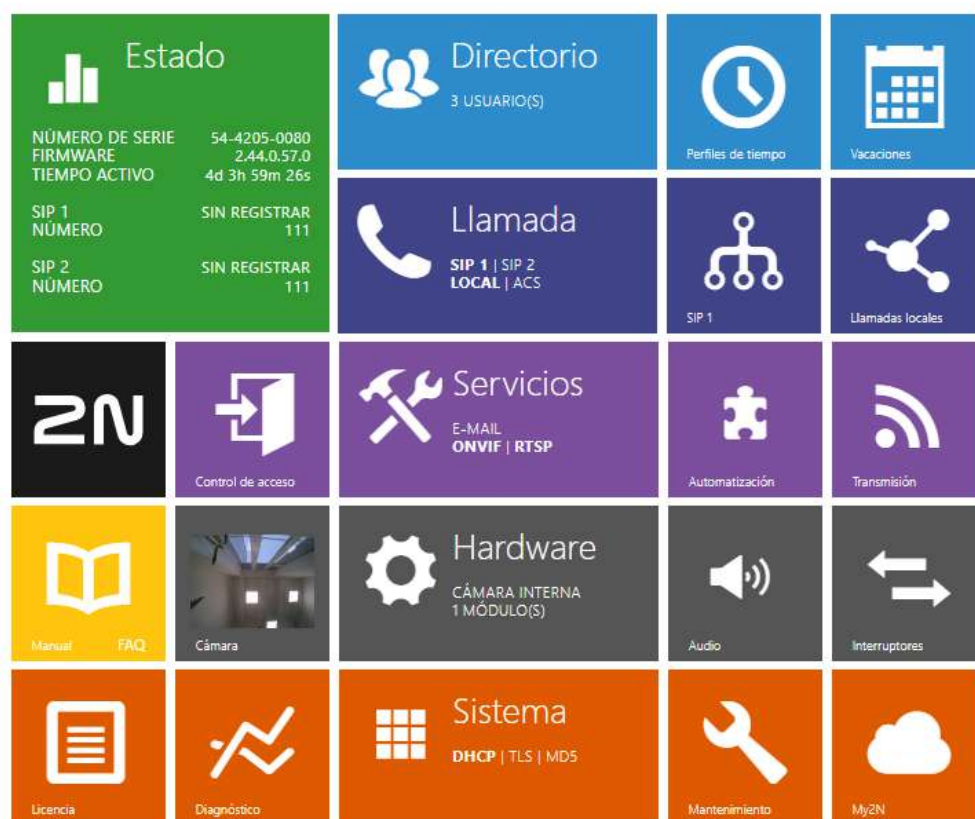 Estado
NÚMERO DE SERIE 54-4205-0080
FIRMWARE 2.44.0.57.0
TIEMPO ACTIVO 4d 3h 59m 26s
SIP 1 SIN REGISTRAR
NÚMERO 111
SIP 2 SIN REGISTRAR
NÚMERO 111
Directorio
3 USUARIO(S)
Perfiles de tiempo
Vacaciones
Llamada
SIP 1 | SIP 2
LOCAL | ACS
SIP 1
Llamadas locales
2N
Control de acceso
Servicios
E-MAIL
ONVIF | RTSP
Automatización
Transmisión
Manual FAQ
Cámara
Hardware
CÁMARA INTERNA
1 MÓDULO(S)
Audio
Interruptores
Licencia
Diagnóstico
Sistema
DHCP | TLS | MD5
Mantenimiento
My2N